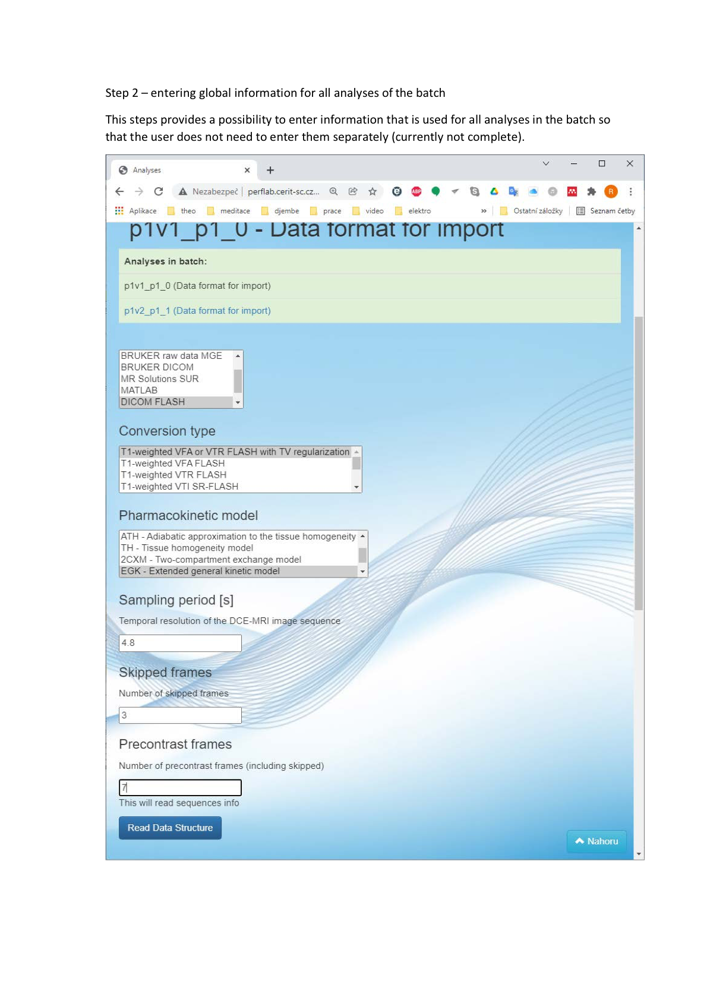 Step 2 – entering global information for all analyses of the batch
This steps provides a possibility to enter information that is used for all analyses in the batch so
that the user does not need to enter them separately (currently not complete).
Analyses
Nezabezpeč perflab.cerit-sc.cz...
ABP
R
Aplikace theo meditace djembe prace video elektro » Ostatní záložky Seznam četby
p1v1_p1_0 - Data format for import
Analyses in batch:
p1v1_p1_0 (Data format for import)
p1v2_p1_1 (Data format for import)
BRUKER raw data MGE
BRUKER DICOM
MR Solutions SUR
MATLAB
DICOM FLASH
Conversion type
T1-weighted VFA or VTR FLASH with TV regularization
T1-weighted VFA FLASH
T1-weighted VTR FLASH
T1-weighted VTI SR-FLASH
Pharmacokinetic model
ATH - Adiabatic approximation to the tissue homogeneity
TH - Tissue homogeneity model
2CXM - Two-compartment exchange model
EGK - Extended general kinetic model
Sampling period [s]
Temporal resolution of the DCE-MRI image sequence
4.8
Skipped frames
Number of skipped frames
3
Precontrast frames
Number of precontrast frames (including skipped)
7
This will read sequences info
Read Data Structure
Nahoru